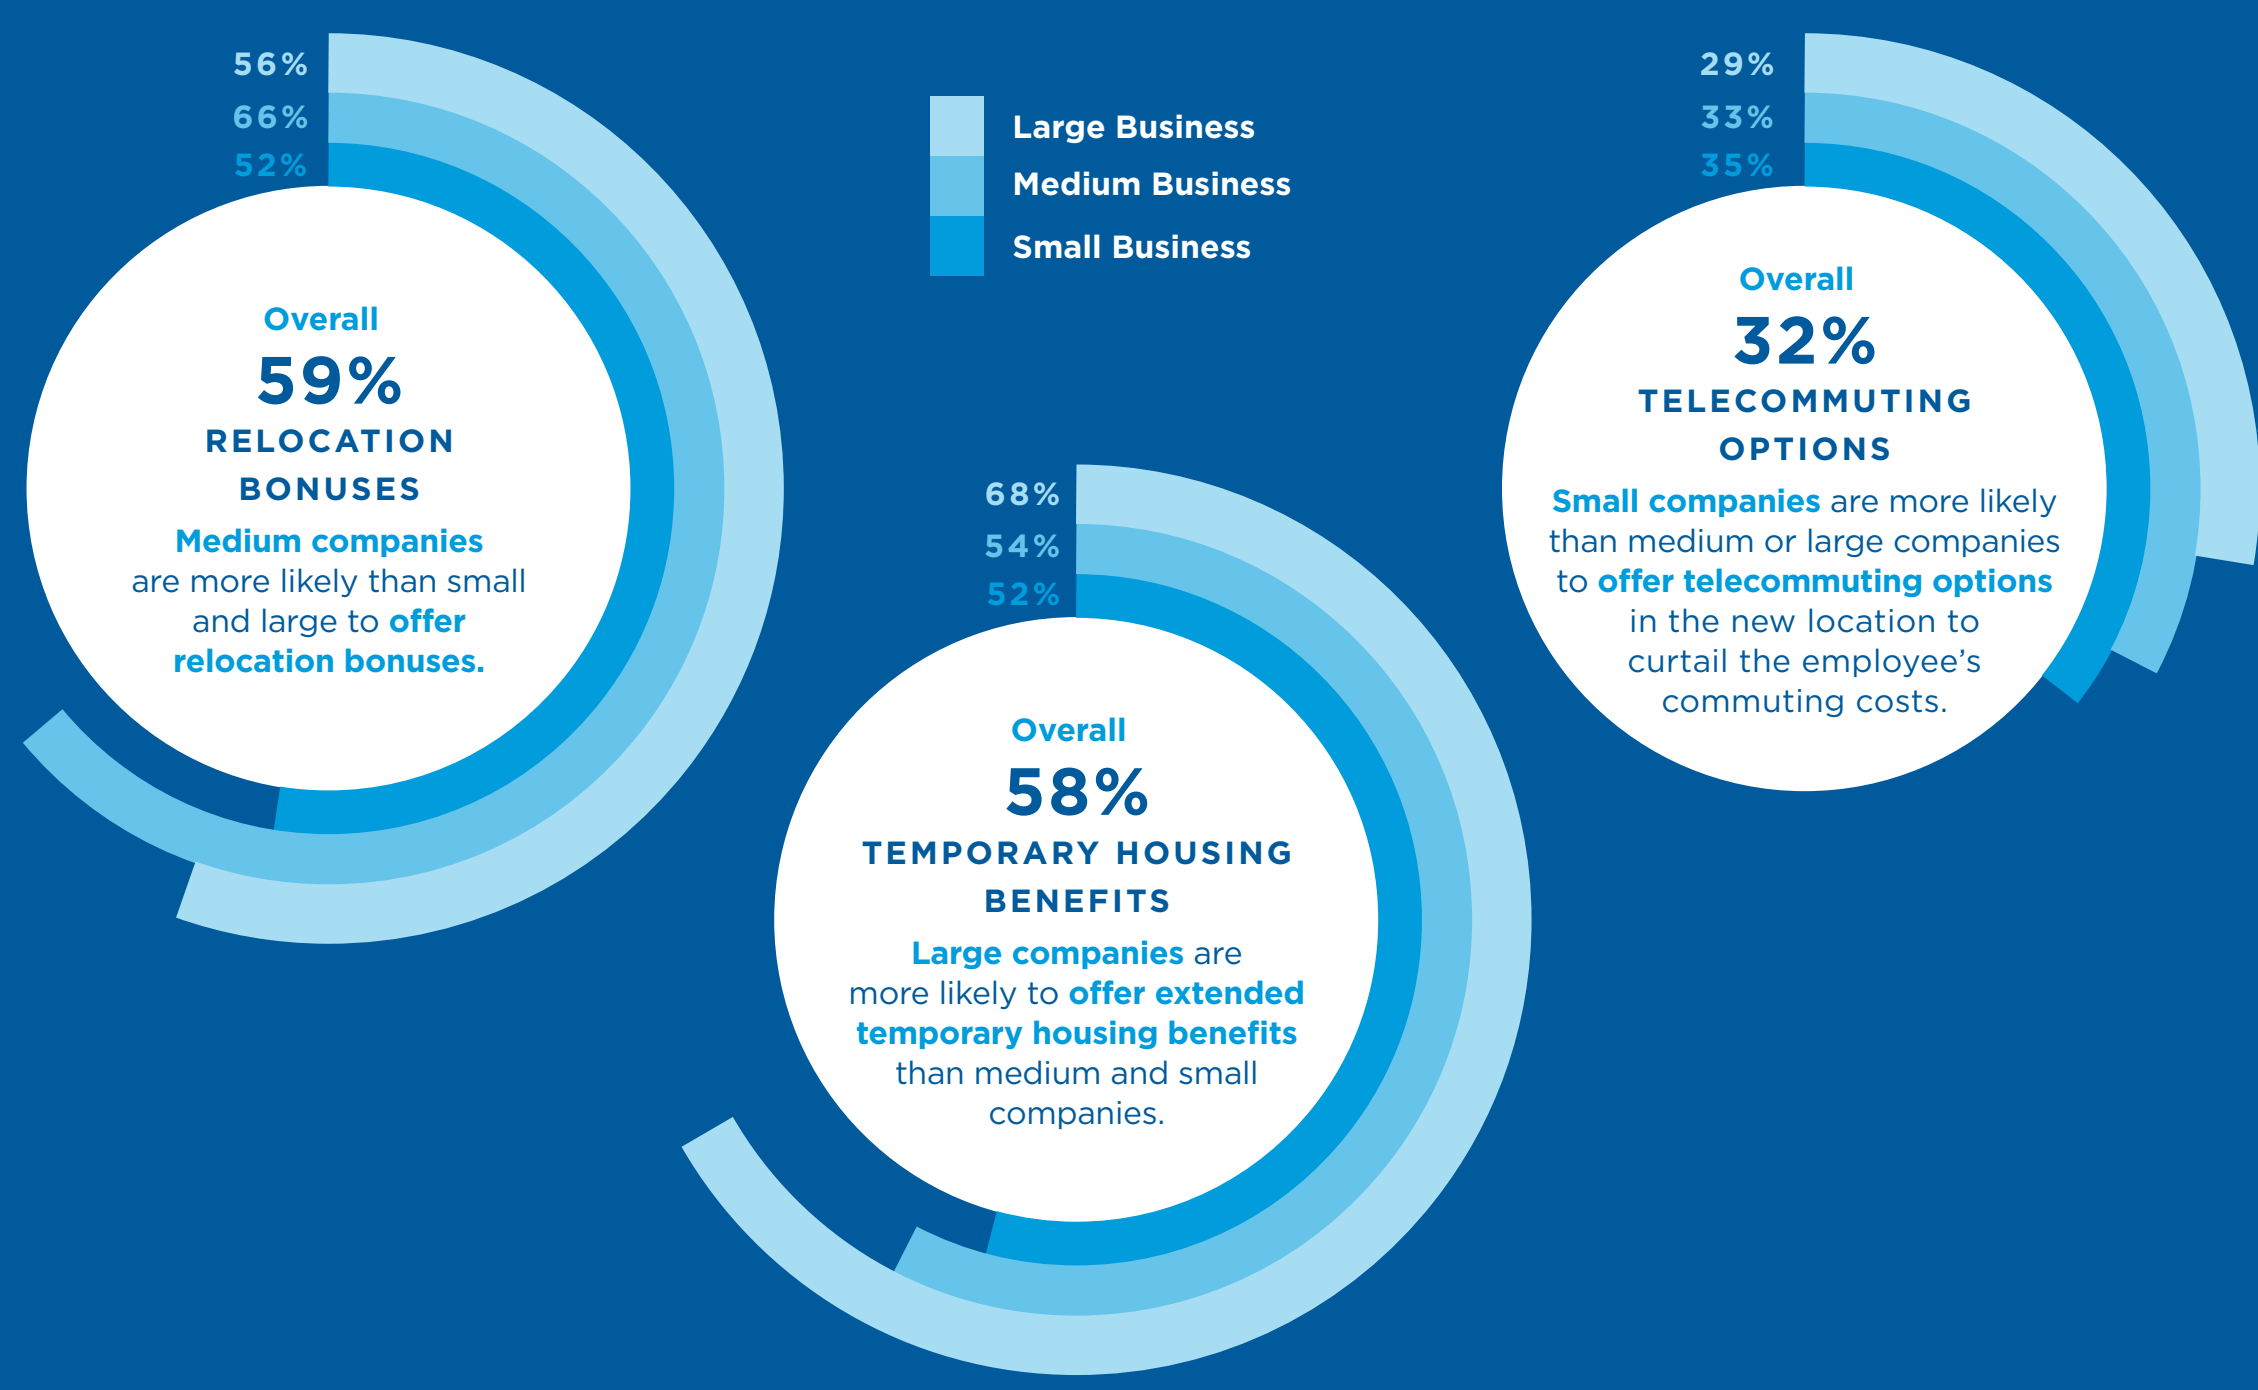 56%
66%
52%
Overall
59%
RELOCATION
BONUSES
Medium companies
are more likely than small
and large to offer
relocation bonuses.
Large Business
Medium Business
Small Business
68%
54%
52%
Overall
58%
TEMPORARY HOUSING
BENEFITS
Large companies are
more likely to offer extended
temporary housing benefits
than medium and small
companies.
29%
33%
35%
Overall
32%
TELECOMMUTING
OPTIONS
Small companies are more likely
than medium or large companies
to offer telecommuting options
in the new location to
curtail the employee’s
commuting costs.